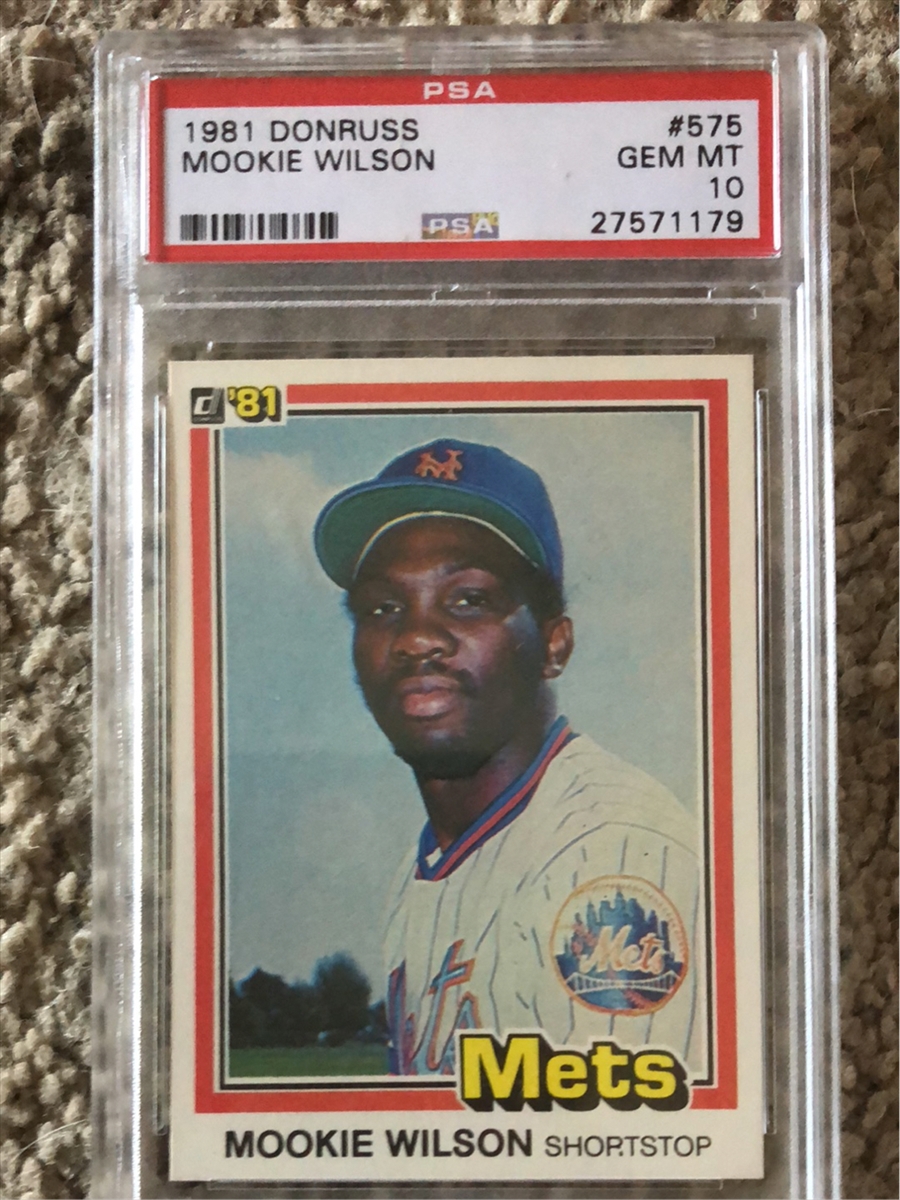 PSA
1981 DONRUSS #575
MOOKIE WILSON GEM MT
10
PSA 27571179
d '81
Mets
Mets
MOOKIE WILSON SHORTSTOP